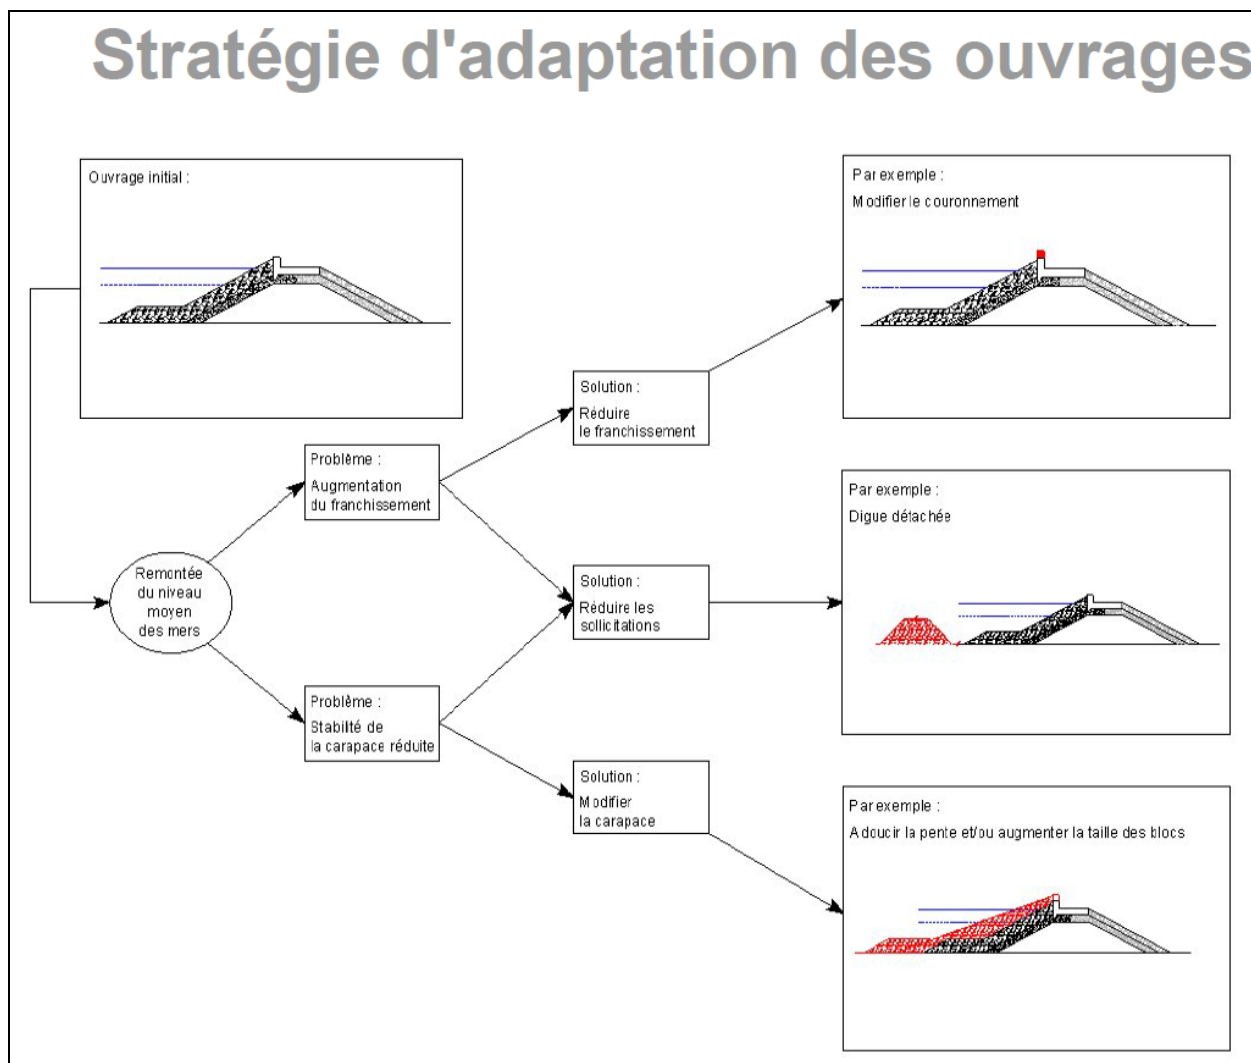 Stratégie d'adaptation des ouvrages
Ouvrage initial :
Remontée
du niveau
moyen
des mers
Problème :
Augmentation
du franchissement
Problème :
Stabilté de
la carapace réduite
Solution :
Réduire
le franchissement
Solution :
Réduire les
sollicitations
Solution :
Modifier
la carapace
Par exemple :
Modifier le couronnement
Par exemple :
Digue détachée
Par exemple :
Adoucir la pente et/ou augmenter la taille des blocs